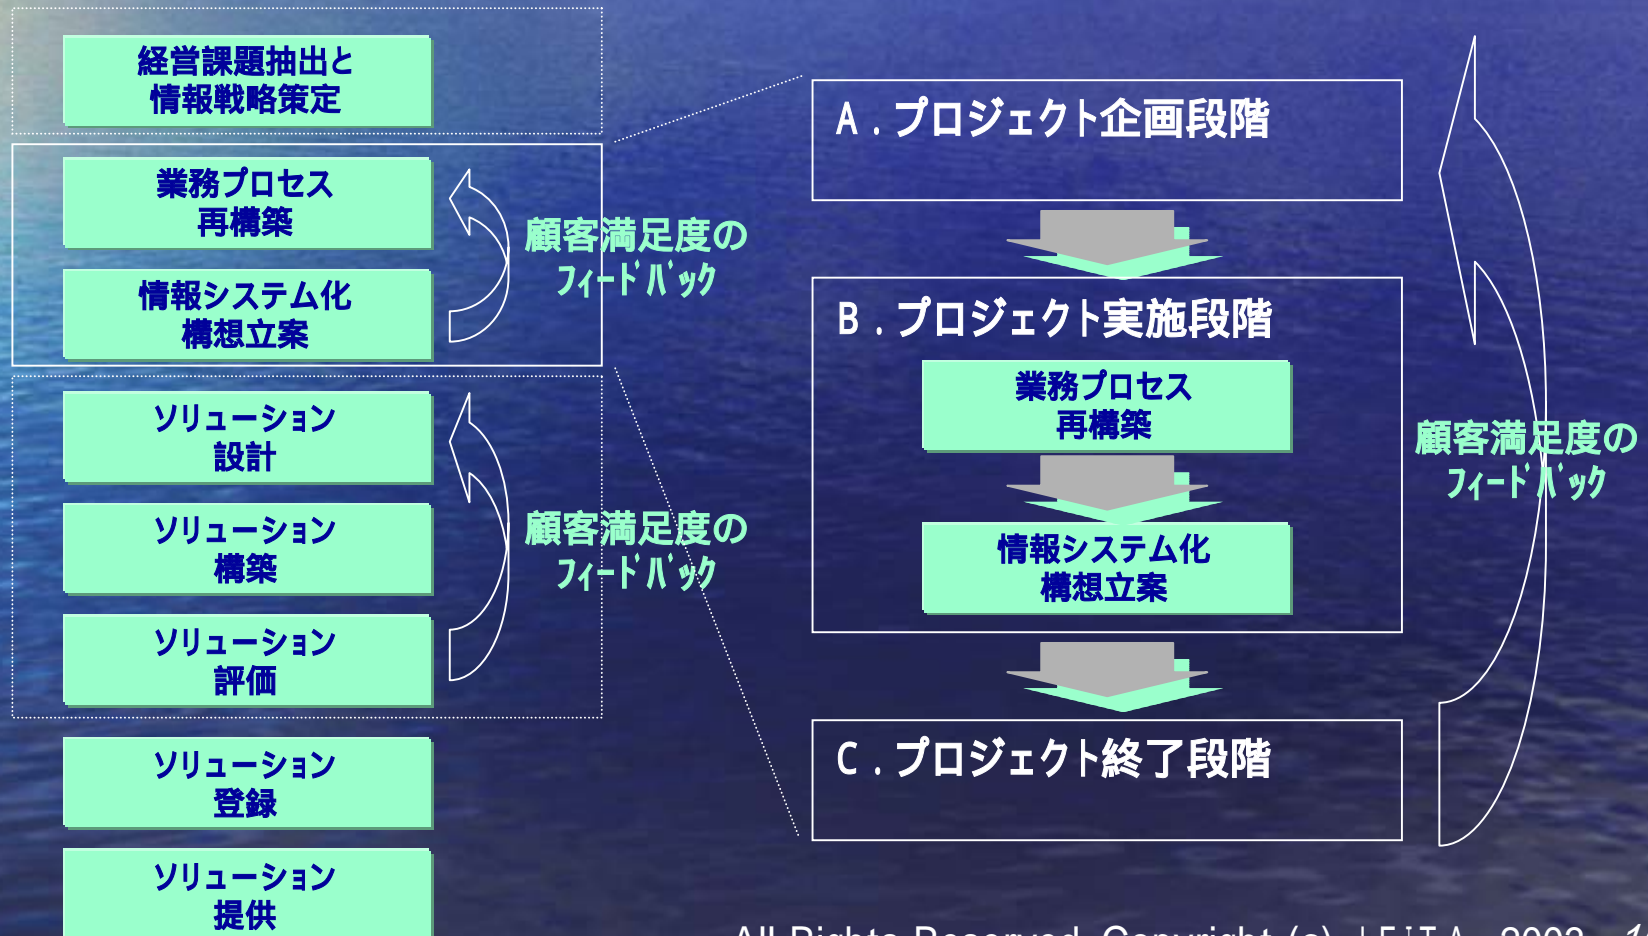 経営課題抽出と
情報戦略策定
業務プロセス
再構築
情報システム化
構想立案
顧客満足度の
ﾌｨｰﾄﾞﾊﾞｯｸ
ソリューション
設計
ソリューション
構築
ソリューション
評価
顧客満足度の
ﾌｨｰﾄﾞﾊﾞｯｸ
ソリューション
登録
ソリューション
提供
A．プロジェクト企画段階
B．プロジェクト実施段階
業務プロセス
再構築
情報システム化
構想立案
C．プロジェクト終了段階
顧客満足度の
ﾌｨｰﾄﾞﾊﾞｯｸ
All Rights Reserved, Copyright (c) JEITA, 2002